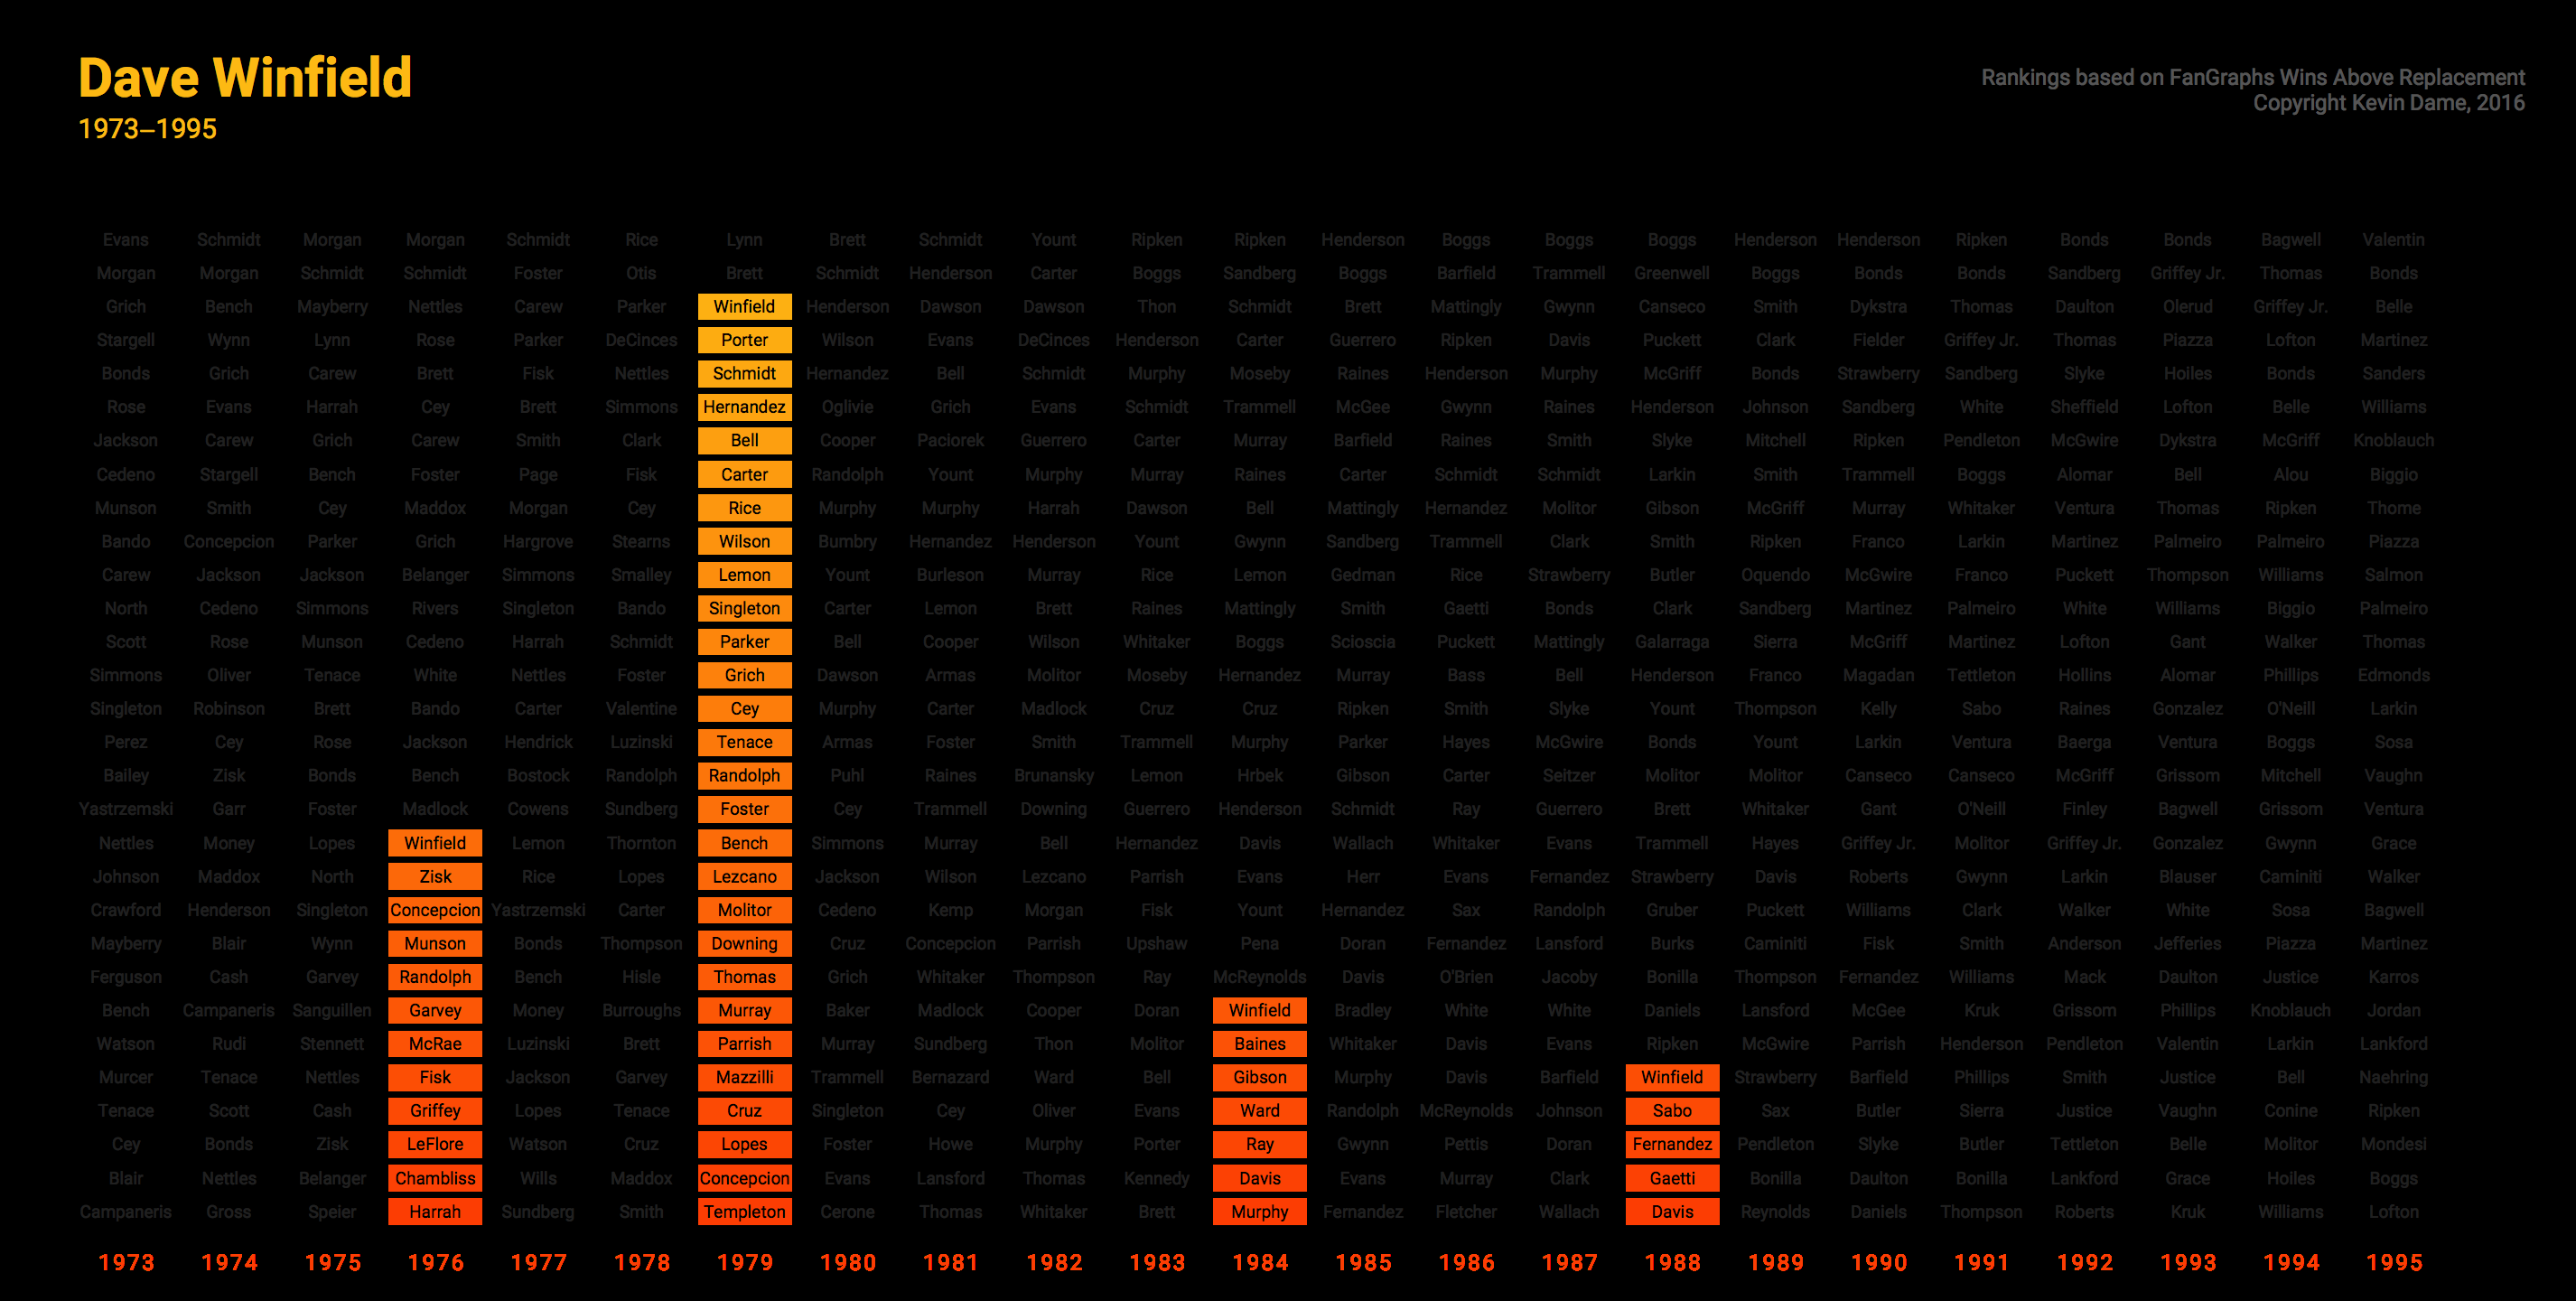 Dave Winfield
1973–1995
Rankings based on FanGraphs Wins Above Replacement
Copyright Kevin Dame, 2016
Evans Schmidt Morgan Morgan Schmidt Rice Lynn Brett Schmidt Yount Ripken Ripken Henderson Boggs Boggs Boggs Henderson Henderson Ripken Bonds Bonds Bagwell Valentin
Morgan Morgan Schmidt Schmidt Foster Otis Brett Schmidt Henderson Carter Boggs Sandberg Boggs Barfield Trammell Greenwell Boggs Bonds Bonds Sandberg Griffey Jr. Thomas Bonds
Grich Bench Mayberry Nettles Carew Parker Winfield Henderson Dawson Dawson Thon Schmidt Brett Mattingly Gwynn Canseco Smith Dykstra Thomas Daulton Olerud Griffey Jr. Belle
Stargell Wynn Lynn Rose Parker DeCinces Porter Wilson Evans DeCinces Henderson Carter Guerrero Ripken Davis Puckett Clark Fielder Griffey Jr. Thomas Piazza Lofton Martinez
Bonds Grich Carew Brett Fisk Nettles Schmidt Hernandez Bell Schmidt Murphy Moseby Raines Henderson Murphy McGriff Bonds Strawberry Sandberg Slyke Hoiles Bonds Sanders
Rose Evans Harrah Cey Brett Simmons Hernandez Oglivie Grich Evans Schmidt Trammell McGee Gwynn Raines Henderson Johnson Sandberg White Sheffield Lofton Belle Williams
Jackson Carew Grich Carew Smith Clark Bell Cooper Paciorek Guerrero Carter Murray Barfield Raines Smith Slyke Mitchell Ripken Pendleton McGwire Dykstra McGriff Knoblauch
Cedeno Stargell Bench Foster Page Fisk Carter Randolph Yount Murphy Murray Raines Carter Schmidt Schmidt Larkin Smith Trammell Boggs Alomar Bell Alou Biggio
Munson Smith Cey Maddox Morgan Cey Rice Murphy Murphy Harrah Dawson Bell Mattingly Hernandez Molitor Gibson McGriff Murray Whitaker Ventura Thomas Ripken Thome
Bando Concepcion Parker Grich Hargrove Stearns Wilson Bumbry Hernandez Henderson Yount Gwynn Sandberg Trammell Clark Smith Ripken Franco Larkin Martinez Palmeiro Palmeiro Piazza
Carew Jackson Jackson Belanger Simmons Smalley Lemon Yount Burleson Murray Rice Lemon Gedman Rice Strawberry Butler Oquendo McGwire Franco Puckett Thompson Williams Salmon
North Cedeno Simmons Rivers Singleton Bando Singleton Carter Lemon Brett Raines Mattingly Smith Gaetti Bonds Clark Sandberg Martinez Palmeiro White Williams Biggio Palmeiro
Scott Rose Munson Cedeno Harrah Schmidt Parker Bell Cooper Wilson Whitaker Boggs Scioscia Puckett Mattingly Galarraga Sierra McGriff Martinez Lofton Gant Walker Thomas
Simmons Oliver Tenace White Nettles Foster Grich Dawson Armas Molitor Moseby Hernandez Murray Bass Bell Henderson Franco Magadan Tettleton Hollins Alomar Phillips Edmonds
Singleton Robinson Brett Bando Carter Valentine Cey Murphy Carter Madlock Cruz Cruz Ripken Smith Slyke Yount Thompson Kelly Sabo Raines Gonzalez O'Neill Larkin
Perez Cey Rose Jackson Hendrick Luzinski Tenace Armas Foster Smith Trammell Murphy Parker Hayes McGwire Bonds Yount Larkin Ventura Baerga Ventura Boggs Sosa
Bailey Zisk Bonds Bench Bostock Randolph Randolph Puhl Raines Brunansky Lemon Hrbek Gibson Carter Seitzer Molitor Molitor Canseco Canseco McGriff Grissom Mitchell Vaughn
Yastrzemski Garr Foster Madlock Cowens Sundberg Foster Cey Trammell Downing Guerrero Henderson Schmidt Ray Guerrero Brett Whitaker Gant O'Neill Finley Bagwell Grissom Ventura
Nettles Money Lopes Winfield Lemon Thornton Bench Simmons Murray Bell Hernandez Davis Wallach Whitaker Evans Trammell Hayes Griffey Jr. Molitor Griffey Jr. Gonzalez Gwynn Grace
Johnson Maddox North Zisk Rice Lopes Lezcano Jackson Wilson Lezcano Parrish Evans Herr Evans Fernandez Strawberry Davis Roberts Gwynn Larkin Blauser Caminiti Walker
Crawford Henderson Singleton Concepcion Yastrzemski Carter Molitor Cedeno Kemp Morgan Fisk Yount Hernandez Sax Randolph Gruber Puckett Williams Clark Walker White Sosa Bagwell
Mayberry Blair Wynn Munson Bonds Thompson Downing Cruz Concepcion Parrish Upshaw Pena Doran Fernandez Lansford Burks Caminiti Fisk Smith Anderson Jefferies Piazza Martinez
Ferguson Cash Garvey Randolph Bench Hisle Thomas Grich Whitaker Thompson Ray McReynolds Davis O'Brien Jacoby Bonilla Thompson Fernandez Williams Mack Daulton Justice Karros
Bench Campaneris Sanguillen Garvey Money Burroughs Murray Baker Madlock Cooper Doran Winfield Bradley White White Daniels Lansford McGee Kruk Grissom Phillips Knoblauch Jordan
Watson Rudi Stennett McRae Luzinski Brett Parrish Murray Sundberg Thon Molitor Baines Whitaker Davis Evans Ripken McGwire Parrish Henderson Pendleton Valentin Larkin Lankford
Murcer Tenace Nettles Fisk Jackson Garvey Mazzilli Trammell Bernazard Ward Bell Gibson Murphy Davis Barfield Winfield Strawberry Barfield Phillips Smith Justice Bell Naehring
Tenace Scott Cash Griffey Lopes Tenace Cruz Singleton Cey Oliver Evans Ward Randolph McReynolds Johnson Sabo Sax Butler Sierra Justice Vaughn Conine Ripken
Cey Bonds Zisk LeFlore Watson Cruz Lopes Foster Howe Murphy Porter Ray Gwynn Pettis Doran Fernandez Pendleton Slyke Butler Tettleton Belle Molitor Mondesi
Blair Nettles Belanger Chambliss Wills Maddox Concepcion Evans Lansford Thomas Kennedy Davis Evans Murray Clark Gaetti Bonilla Daulton Bonilla Lankford Grace Hoiles Boggs
Campaneris Gross Speier Harrah Sundberg Smith Templeton Cerone Thomas Whitaker Brett Murphy Fernandez Fletcher Wallach Davis Reynolds Daniels Thompson Roberts Kruk Williams Lofton
1973 1974 1975 1976 1977 1978 1979 1980 1981 1982 1983 1984 1985 1986 1987 1988 1989 1990 1991 1992 1993 1994 1995